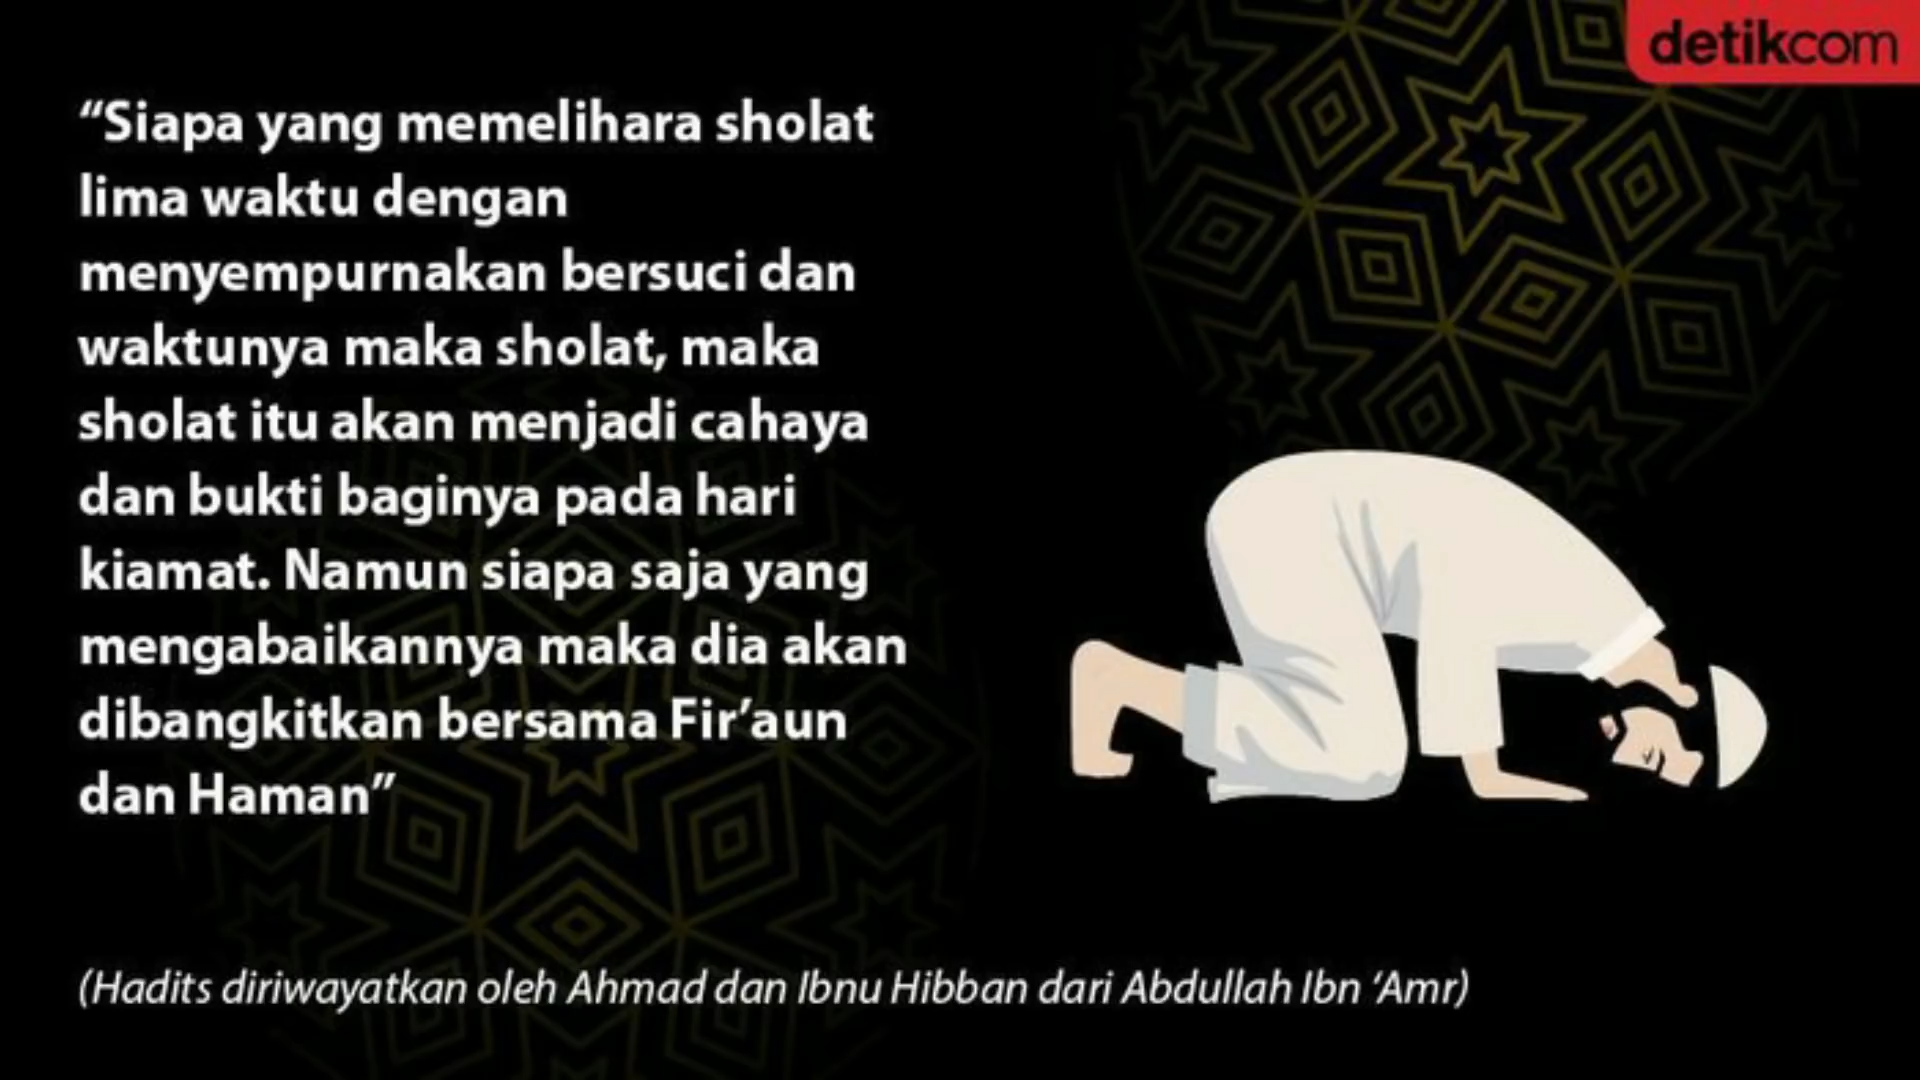 detikcom
“Siapa yang memelihara sholat
lima waktu dengan
menyempurnakan bersuci dan
waktunya maka sholat, maka
sholat itu akan menjadi cahaya
dan bukti baginya pada hari
kiamat. Namun siapa saja yang
mengabaikannya maka dia akan
dibangkitkan bersama Fir’aun
dan Haman”
(Hadits diriwayatkan oleh Ahmad dan Ibnu Hibban dari Abdullah Ibn ‘Amr)